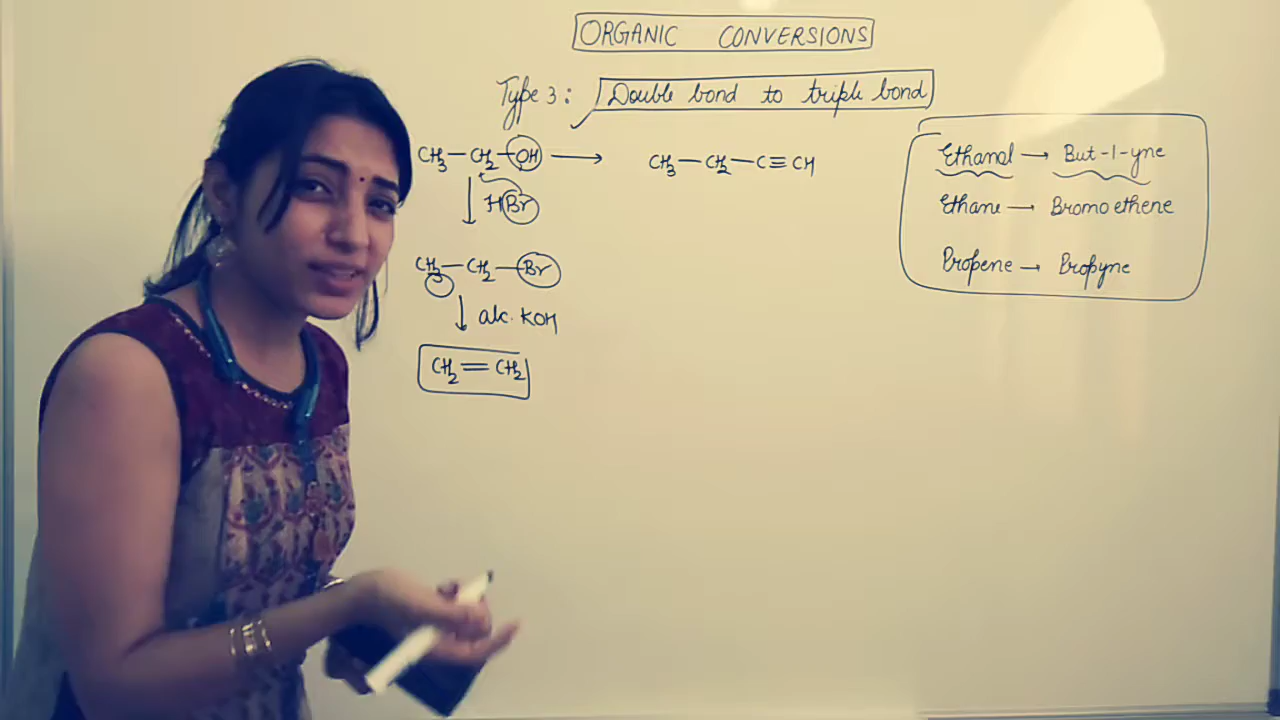 ORGANIC CONVERSIONS
Type 3: Double bond to triple bond
CH3—CH2—OH → CH3—CH2—C≡CH
↓ HBr
CH3—CH2—Br
↓ alc. KOH
CH2=CH2
Ethanol → But-1-yne
Ethane → Bromoethene
Propene → Propyne